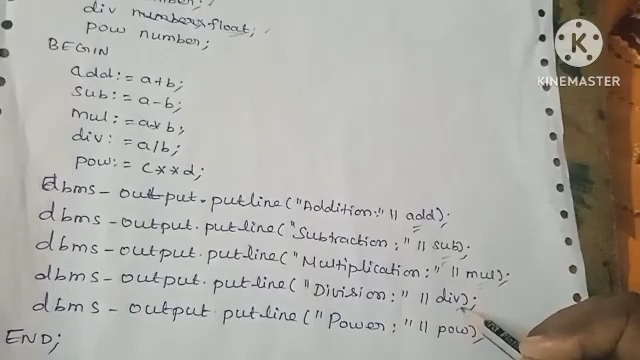 div number float;
pow number;
BEGIN
add:= a+b;
sub:= a-b;
mul:= a*b;
div:= a/b;
pow:= c**d;
dbms-output.putline("Addition:" || add);
dbms-output.putline("Subtraction:" || sub);
dbms-output.putline("Multiplication:" || mul);
dbms-output.putline("Division:" || div);
dbms-output.putline("Power:" || pow);
END;
KINEMASTER